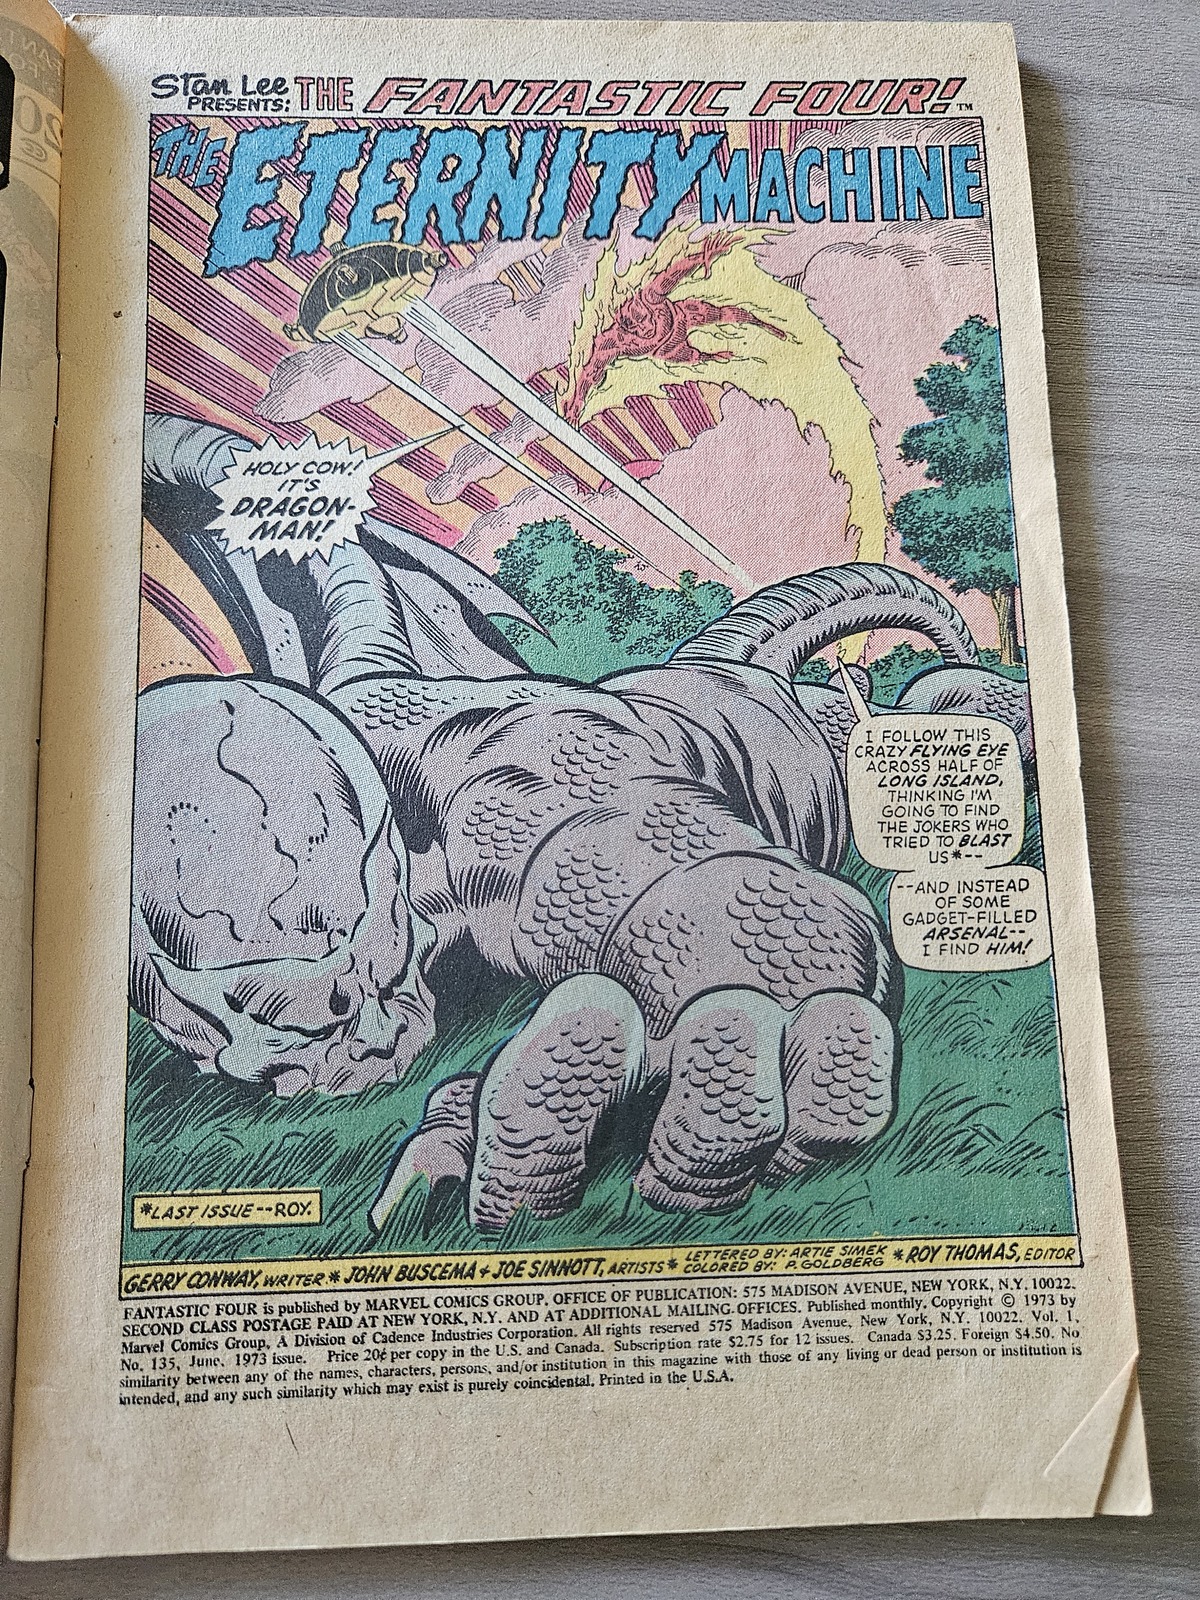 Stan Lee
PRESENTS: THE FANTASTIC FOUR! TM
THE ETERNITY MACHINE
HOLY COW!
IT'S
DRAGON-
MAN!
I FOLLOW THIS
CRAZY FLYING EYE
ACROSS HALF OF
LONG ISLAND,
THINKING I'M
GOING TO FIND
THE JOKERS WHO
TRIED TO BLAST
US*--
--AND INSTEAD
OF SOME
GADGET-FILLED
ARSENAL--
I FIND HIM!
*LAST ISSUE--ROY.
GERRY CONWAY, WRITER * JOHN BUSCEMA & JOE SINNOTT, ARTISTS * LETTERED BY: ARTIE SIMEK * ROY THOMAS, EDITOR
COLORED BY: P. GOLDBERG
FANTASTIC FOUR is published by MARVEL COMICS GROUP, OFFICE OF PUBLICATION: 575 MADISON AVENUE, NEW YORK, N.Y. 10022.
SECOND CLASS POSTAGE PAID AT NEW YORK, N.Y. AND AT ADDITIONAL MAILING OFFICES. Published monthly. Copyright © 1973 by
Marvel Comics Group, A Division of Cadence Industries Corporation. All rights reserved 575 Madison Avenue, New York, N.Y. 10022. Vol. 1,
No. 135, June, 1973 issue. Price 20¢ per copy in the U.S. and Canada. Subscription rate $2.75 for 12 issues. Canada $3.25. Foreign $4.50. No
similarity between any of the names, characters, persons, and/or institution in this magazine with those of any living or dead person or institution is
intended, and any such similarity which may exist is purely coincidental. Printed in the U.S.A.